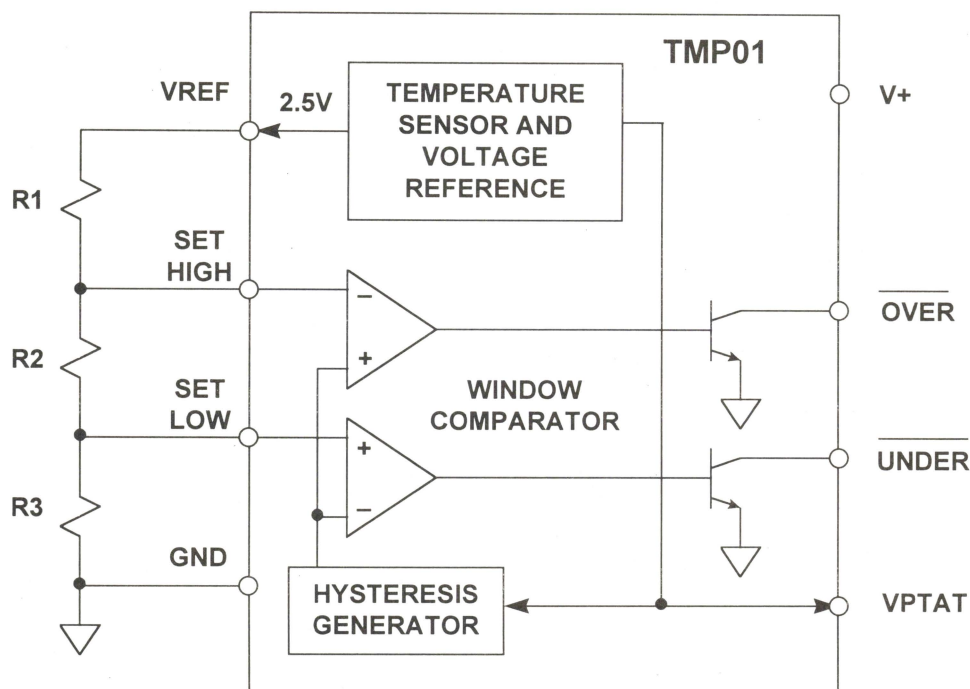 TMP01
VREF
2.5V
TEMPERATURE
SENSOR AND
VOLTAGE
REFERENCE
V+
R1
SET
HIGH
−
+
OVER
R2
SET
LOW
WINDOW
COMPARATOR
+
−
UNDER
R3
GND
HYSTERESIS
GENERATOR
VPTAT